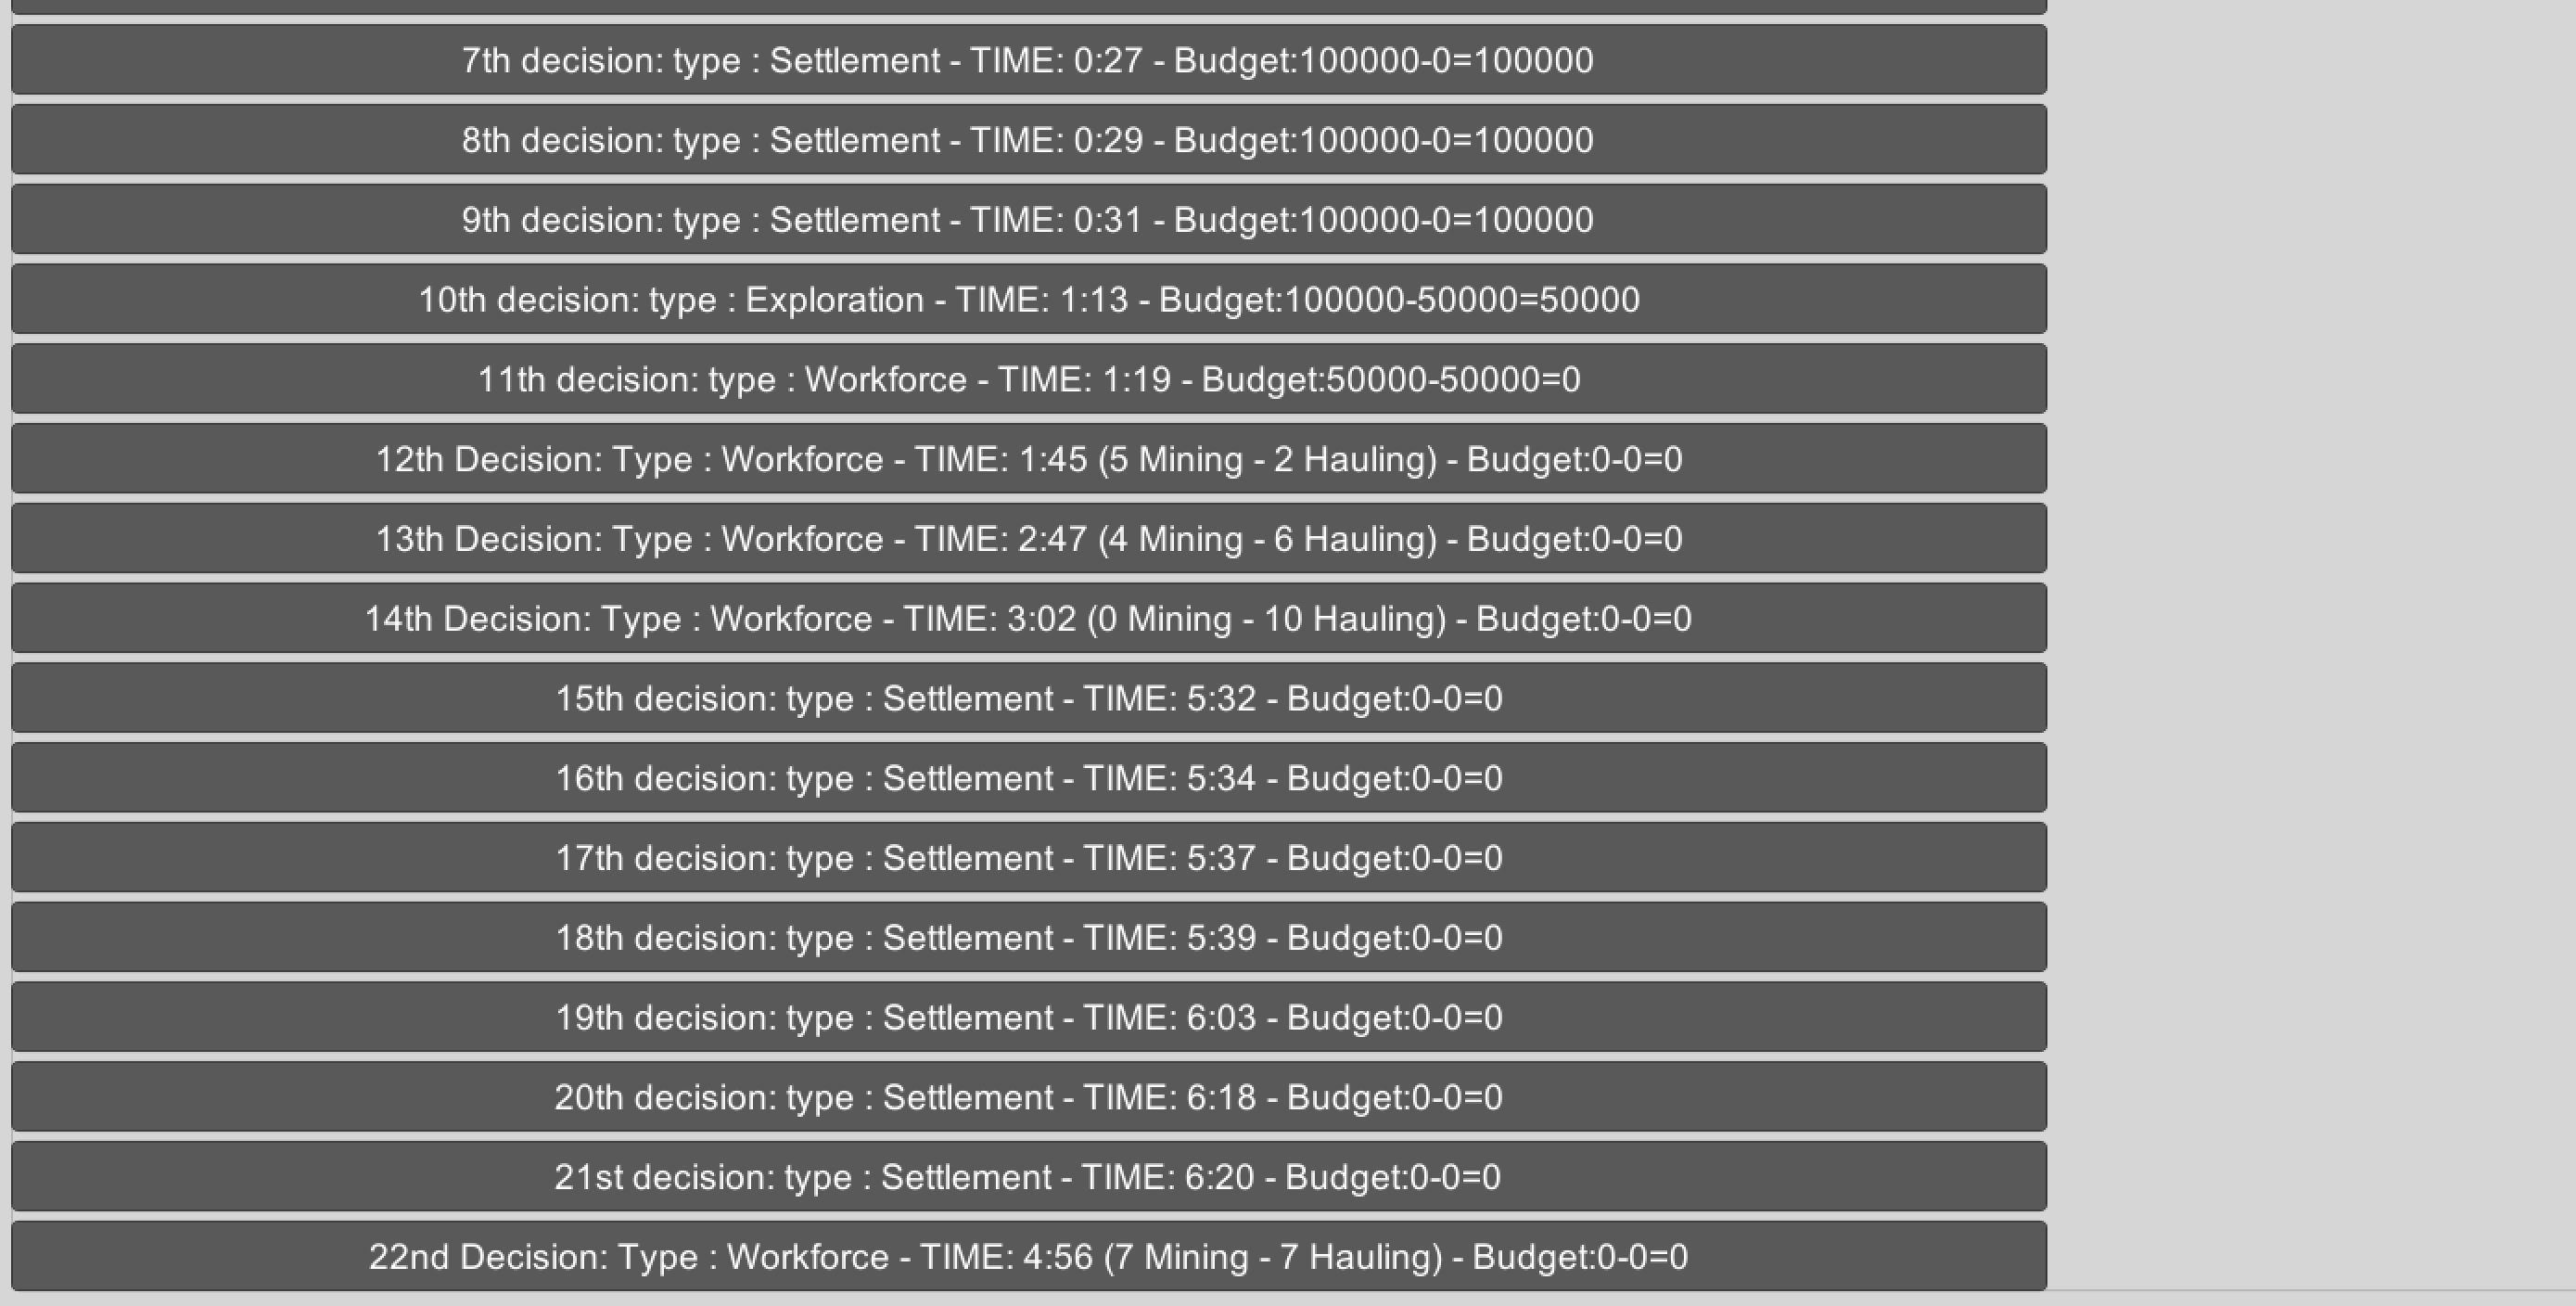 7th decision: type : Settlement - TIME: 0:27 - Budget:100000-0=100000
8th decision: type : Settlement - TIME: 0:29 - Budget:100000-0=100000
9th decision: type : Settlement - TIME: 0:31 - Budget:100000-0=100000
10th decision: type : Exploration - TIME: 1:13 - Budget:100000-50000=50000
11th decision: type : Workforce - TIME: 1:19 - Budget:50000-50000=0
12th Decision: Type : Workforce - TIME: 1:45 (5 Mining - 2 Hauling) - Budget:0-0=0
13th Decision: Type : Workforce - TIME: 2:47 (4 Mining - 6 Hauling) - Budget:0-0=0
14th Decision: Type : Workforce - TIME: 3:02 (0 Mining - 10 Hauling) - Budget:0-0=0
15th decision: type : Settlement - TIME: 5:32 - Budget:0-0=0
16th decision: type : Settlement - TIME: 5:34 - Budget:0-0=0
17th decision: type : Settlement - TIME: 5:37 - Budget:0-0=0
18th decision: type : Settlement - TIME: 5:39 - Budget:0-0=0
19th decision: type : Settlement - TIME: 6:03 - Budget:0-0=0
20th decision: type : Settlement - TIME: 6:18 - Budget:0-0=0
21st decision: type : Settlement - TIME: 6:20 - Budget:0-0=0
22nd Decision: Type : Workforce - TIME: 4:56 (7 Mining - 7 Hauling) - Budget:0-0=0